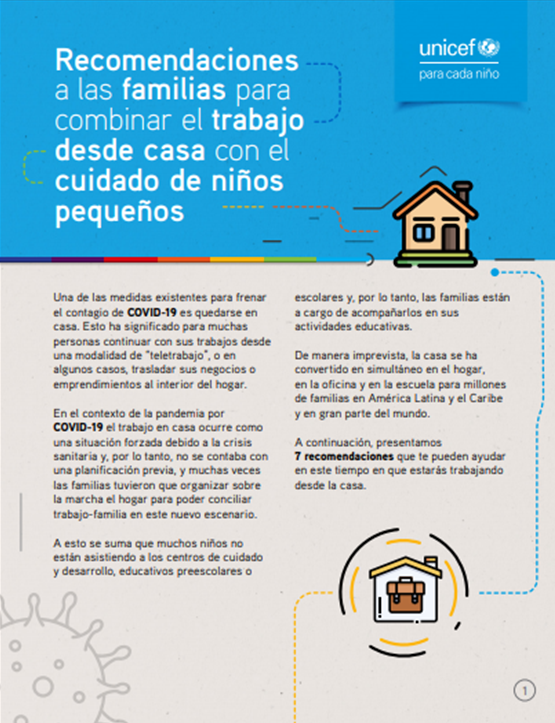 Recomendaciones
a las familias para
combinar el trabajo
desde casa con el
cuidado de niños
pequeños
unicef
para cada niño
Una de las medidas existentes para frenar
el contagio de COVID-19 es quedarse en
casa. Esto ha significado para muchas
personas continuar con sus trabajos desde
una modalidad de "teletrabajo", o en
algunos casos, trasladar sus negocios o
emprendimientos al interior del hogar.
En el contexto de la pandemia por
COVID-19 el trabajo en casa ocurre como
una situación forzada debido a la crisis
sanitaria y, por lo tanto, no se contaba con
una planificación previa, y muchas veces
las familias tuvieron que organizar sobre
la marcha el hogar para poder conciliar
trabajo-familia en este nuevo escenario.
A esto se suma que muchos niños no
están asistiendo a los centros de cuidado
y desarrollo, educativos preescolares o
escolares y, por lo tanto, las familias están
a cargo de acompañarlos en sus
actividades educativas.
De manera imprevista, la casa se ha
convertido en simultáneo en el hogar,
en la oficina y en la escuela para millones
de familias en América Latina y el Caribe
y en gran parte del mundo.
A continuación, presentamos
7 recomendaciones que te pueden ayudar
en este tiempo en que estarás trabajando
desde la casa.
1